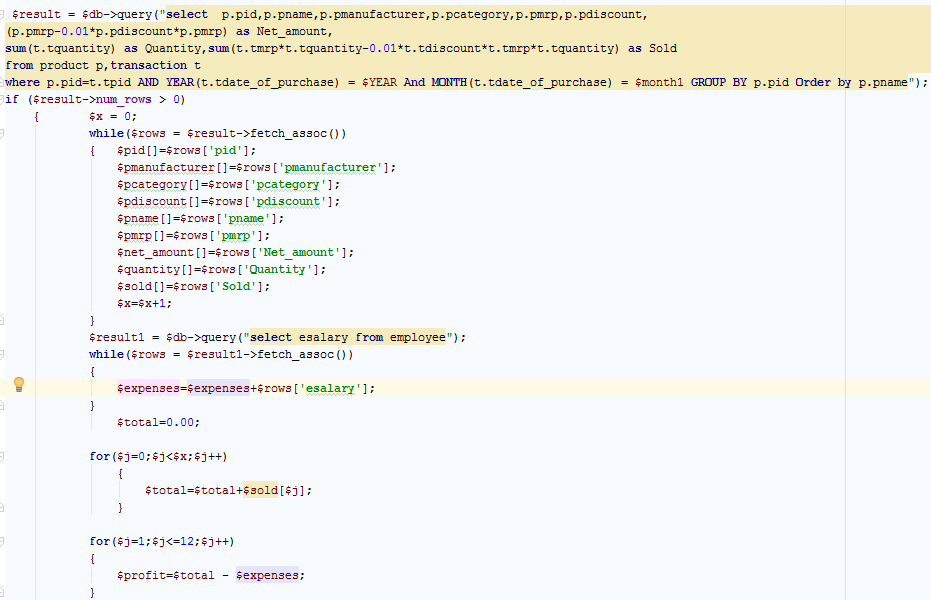 $result = $db->query("select  p.pid,p.pname,p.pmanufacturer,p.pcategory,p.pmrp,p.pdiscount,
(p.pmrp-0.01*p.pdiscount*p.pmrp) as Net_amount,
sum(t.tquantity) as Quantity,sum(t.tmrp*t.tquantity-0.01*t.tdiscount*t.tmrp*t.tquantity) as Sold
from product p,transaction t
where p.pid=t.tpid AND YEAR(t.tdate_of_purchase) = $YEAR And MONTH(t.tdate_of_purchase) = $month1 GROUP BY p.pid Order by p.pname");
if ($result->num_rows > 0)
{       $x = 0;
while($rows = $result->fetch_assoc())
{   $pid[]=$rows['pid'];
$pmanufacturer[]=$rows['pmanufacturer'];
$pcategory[]=$rows['pcategory'];
$pdiscount[]=$rows['pdiscount'];
$pname[]=$rows['pname'];
$pmrp[]=$rows['pmrp'];
$net_amount[]=$rows['Net_amount'];
$quantity[]=$rows['Quantity'];
$sold[]=$rows['Sold'];
$x=$x+1;
}
$result1 = $db->query("select esalary from employee");
while($rows = $result1->fetch_assoc())
{
$expenses=$expenses+$rows['esalary'];
}
$total=0.00;
for($j=0;$j<$x;$j++)
{
$total=$total+$sold[$j];
}
for($j=1;$j<=12;$j++)
{
$profit=$total - $expenses;
}